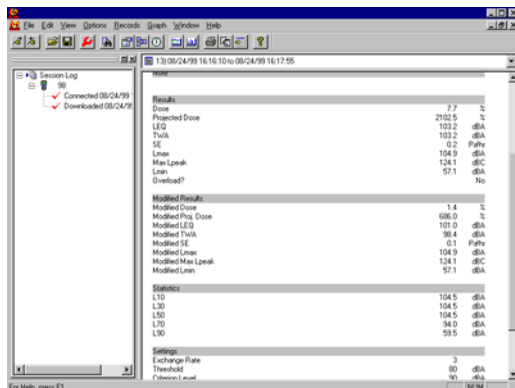 File Edit View Options Records Graph Window Help
13) 08/24/99 16:16:10 to 08/24/99 16:17:55
Session Log
98
Connected 08/24/99
Downloaded 08/24/9
Note
Results
Dose 7.7 %
Projected Dose 2102.5 %
LEQ 103.2 dBA
TWA 103.2 dBA
SE 0.2 Pa²hr
Lmax 104.9 dBA
Max Lpeak 124.1 dBC
Lmin 57.1 dBA
Overload? No
Modified Results
Modified Dose 1.4 %
Modified Proj. Dose 686.0 %
Modified LEQ 101.0 dBA
Modified TWA 98.4 dBA
Modified SE 0.1 Pa²hr
Modified Lmax 104.9 dBA
Modified Max Lpeak 124.1 dBC
Modified Lmin 57.1 dBA
Statistics
L10 104.5 dBA
L30 104.5 dBA
L50 104.5 dBA
L70 94.0 dBA
L90 59.5 dBA
Settings
Exchange Rate 3
Threshold 80 dBA
Criterion Level 90 dBA
For Help, press F1 NUM